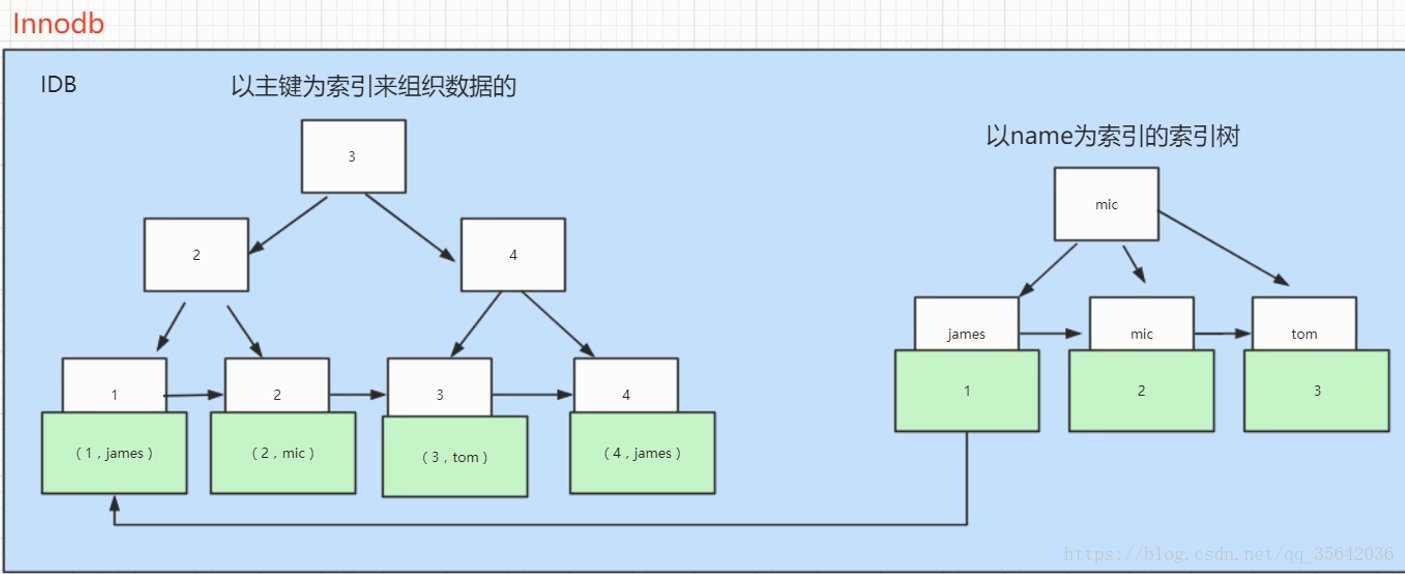 Innodb
IDB
以主键为索引来组织数据的
3
2
4
1
2
3
4
（1，james）
（2，mic）
（3，tom）
（4，james）
以name为索引的索引树
mic
james
mic
tom
1
2
3
https://blog.csdn.net/qq_35642036